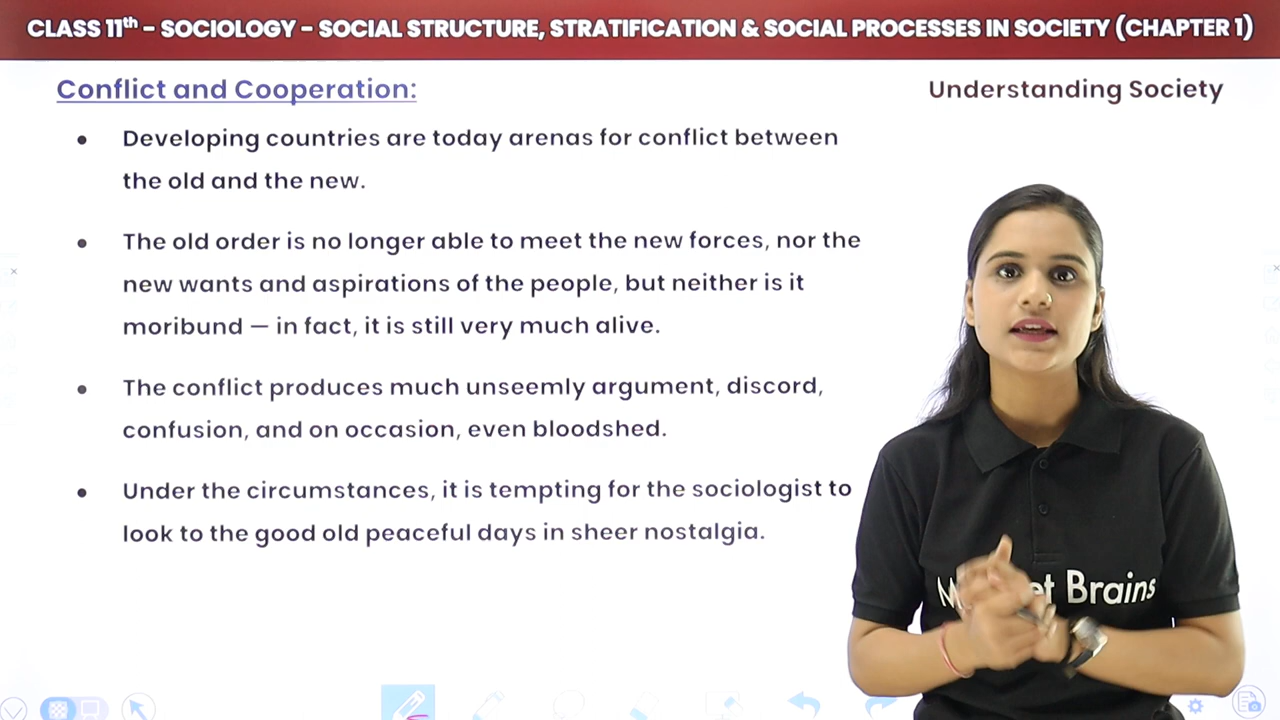 CLASS 11th - SOCIOLOGY - SOCIAL STRUCTURE, STRATIFICATION & SOCIAL PROCESSES IN SOCIETY (CHAPTER 1)
Conflict and Cooperation:
Understanding Society
• Developing countries are today arenas for conflict between
the old and the new.
• The old order is no longer able to meet the new forces, nor the
new wants and aspirations of the people, but neither is it
moribund — in fact, it is still very much alive.
• The conflict produces much unseemly argument, discord,
confusion, and on occasion, even bloodshed.
• Under the circumstances, it is tempting for the sociologist to
look to the good old peaceful days in sheer nostalgia.
Brains